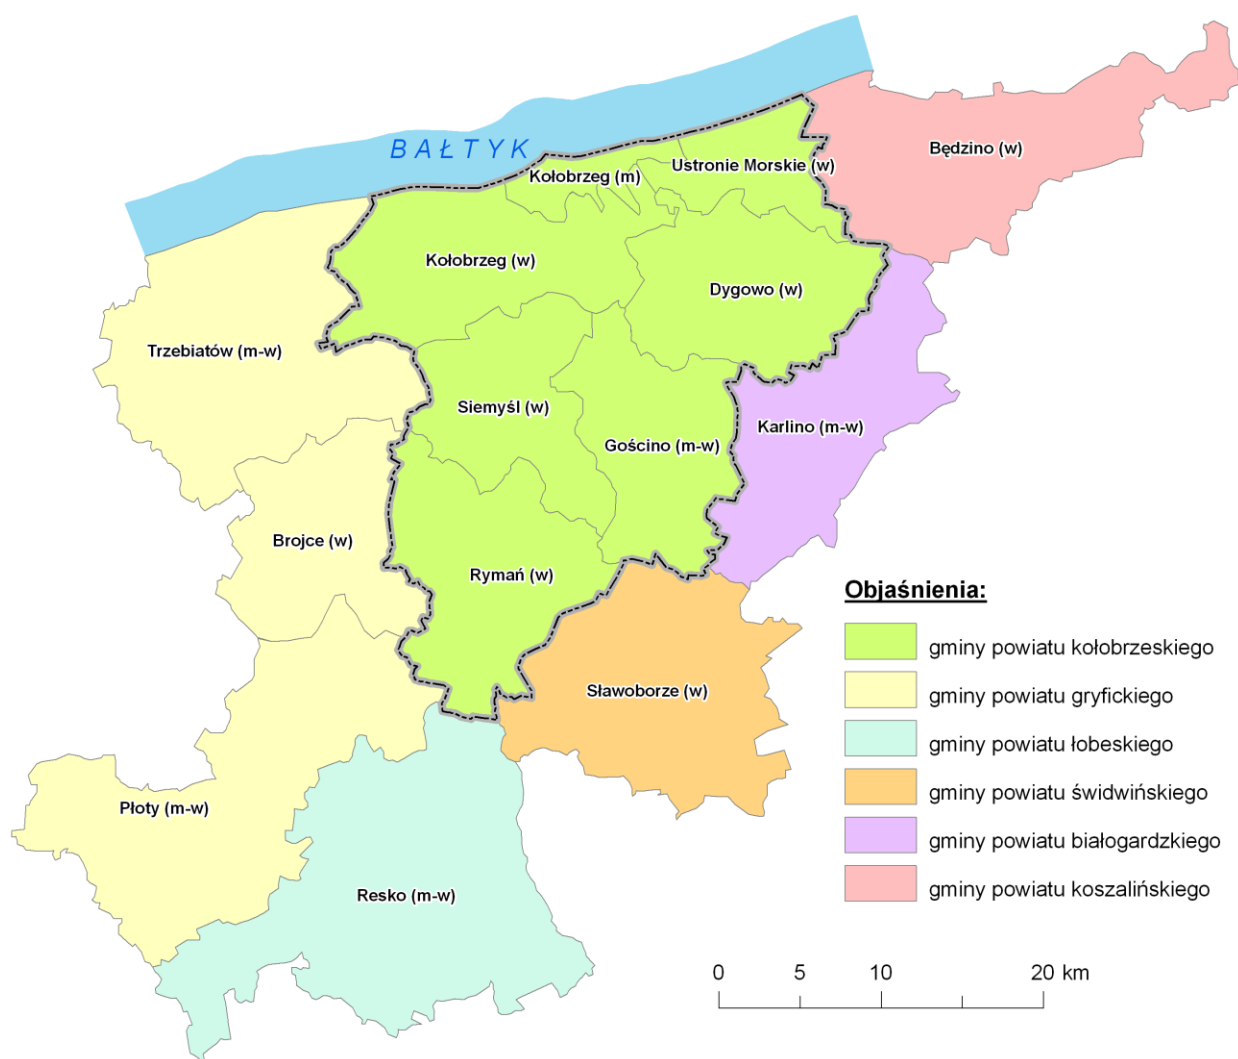 BAŁTYK
Będzino (w)
Ustronie Morskie (w)
Kołobrzeg (m)
Kołobrzeg (w)
Dygowo (w)
Trzebiatów (m-w)
Siemyśl (w)
Karlino (m-w)
Gościno (m-w)
Brojce (w)
Rymań (w)
Sławoborze (w)
Płoty (m-w)
Resko (m-w)
Objaśnienia:
gminy powiatu kołobrzeskiego
gminy powiatu gryfickiego
gminy powiatu łobeskiego
gminy powiatu świdwińskiego
gminy powiatu białogardzkiego
gminy powiatu koszalińskiego
0 5 10 20 km